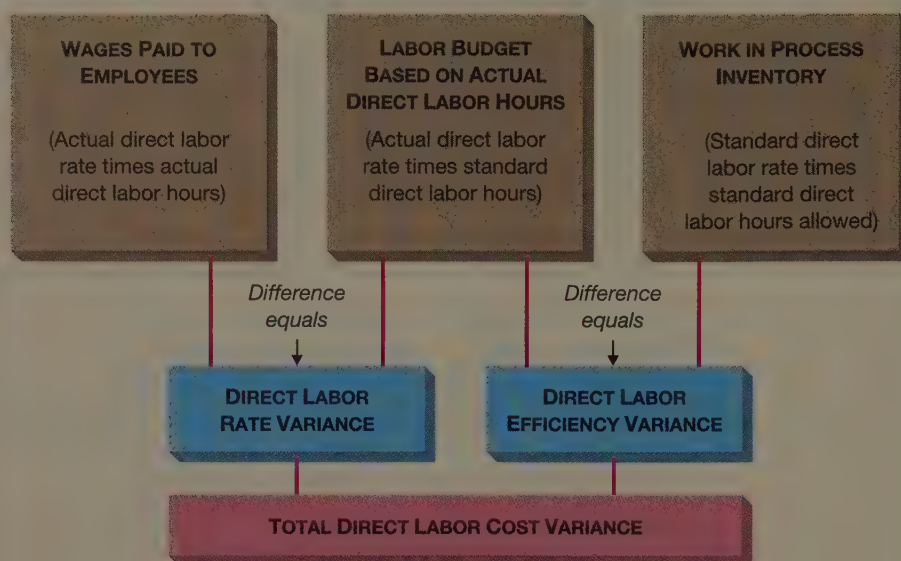 WAGES PAID TO
EMPLOYEES
(Actual direct labor
rate times actual
direct labor hours)
LABOR BUDGET
BASED ON ACTUAL
DIRECT LABOR HOURS
(Actual direct labor
rate times standard
direct labor hours)
WORK IN PROCESS
INVENTORY
(Standard direct
labor rate times
standard direct
labor hours allowed)
Difference
equals
Difference
equals
DIRECT LABOR
RATE VARIANCE
DIRECT LABOR
EFFICIENCY VARIANCE
TOTAL DIRECT LABOR COST VARIANCE